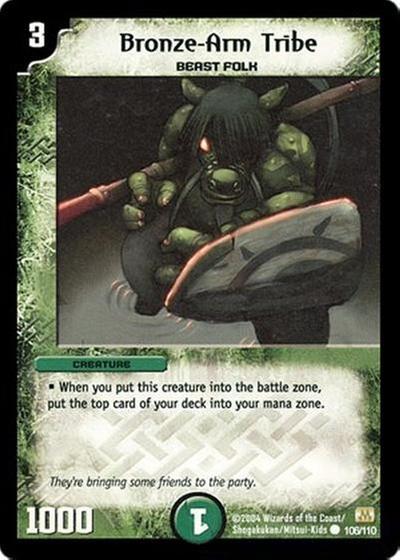 3
Bronze-Arm Tribe
BEAST FOLK
CREATURE
▪ When you put this creature into the battle zone,
put the top card of your deck into your mana zone.
They're bringing some friends to the party.
1000
1
©2004 Wizards of the Coast/
Shogakukan/Mitsui-Kids
106/110